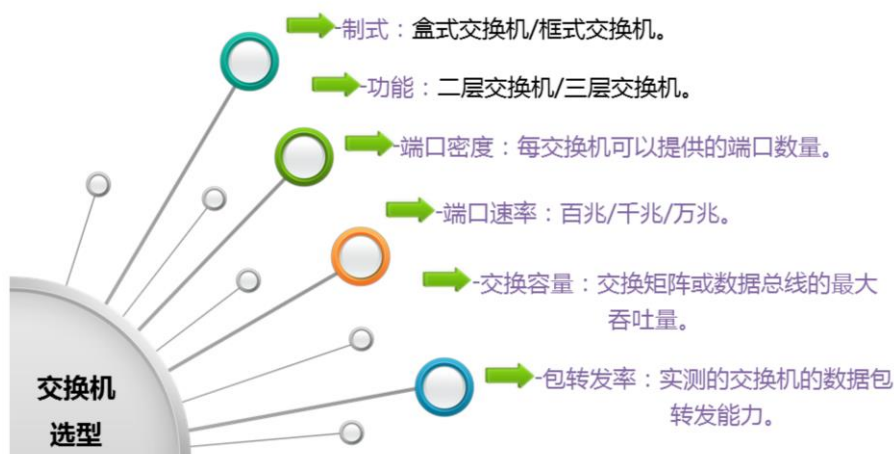 -制式：盒式交换机/框式交换机。
-功能：二层交换机/三层交换机。
-端口密度：每交换机可以提供的端口数量。
-端口速率：百兆/千兆/万兆。
-交换容量：交换矩阵或数据总线的最大
吞吐量。
-包转发率：实测的交换机的数据包
转发能力。
交换机
选型